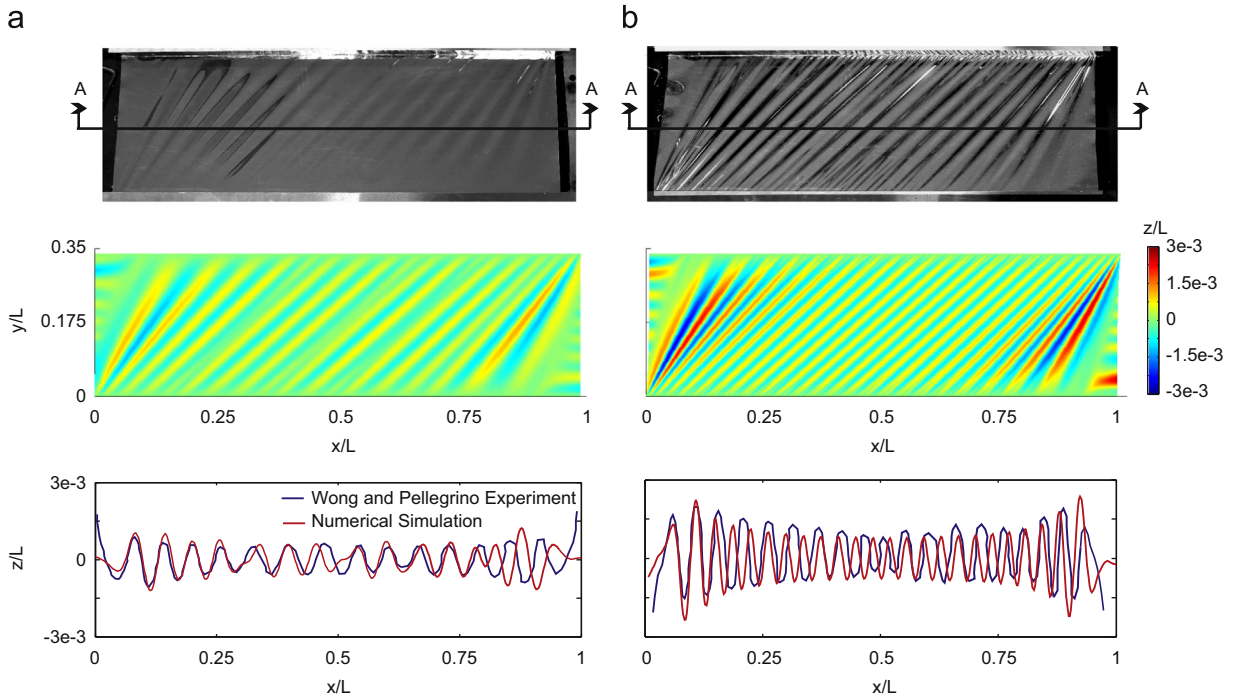 a
b
A
A
A
A
z/L
0.35
0.175
0
y/L
0
0.25
0.5
0.75
1
x/L
0
0.25
0.5
0.75
1
x/L
3e-3
1.5e-3
0
-1.5e-3
-3e-3
3e-3
0
-3e-3
z/L
Wong and Pellegrino Experiment
Numerical Simulation
0
0.25
0.5
0.75
1
x/L
0
0.25
0.5
0.75
1
x/L